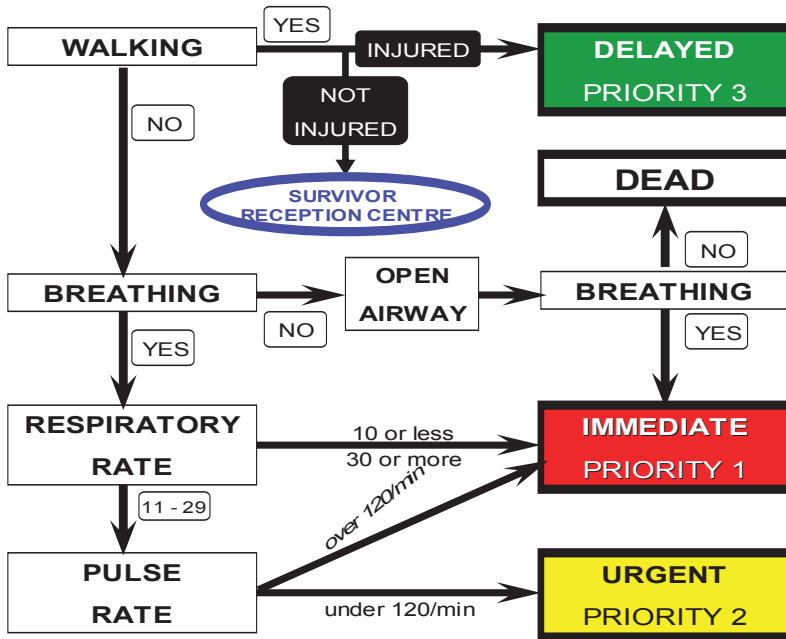 WALKING
YES
INJURED
DELAYED
PRIORITY 3
NOT
INJURED
NO
SURVIVOR
RECEPTION CENTRE
DEAD
NO
BREATHING
NO
OPEN
AIRWAY
BREATHING
YES
YES
RESPIRATORY
RATE
10 or less
30 or more
IMMEDIATE
PRIORITY 1
11 - 29
over 120/min
PULSE
RATE
under 120/min
URGENT
PRIORITY 2